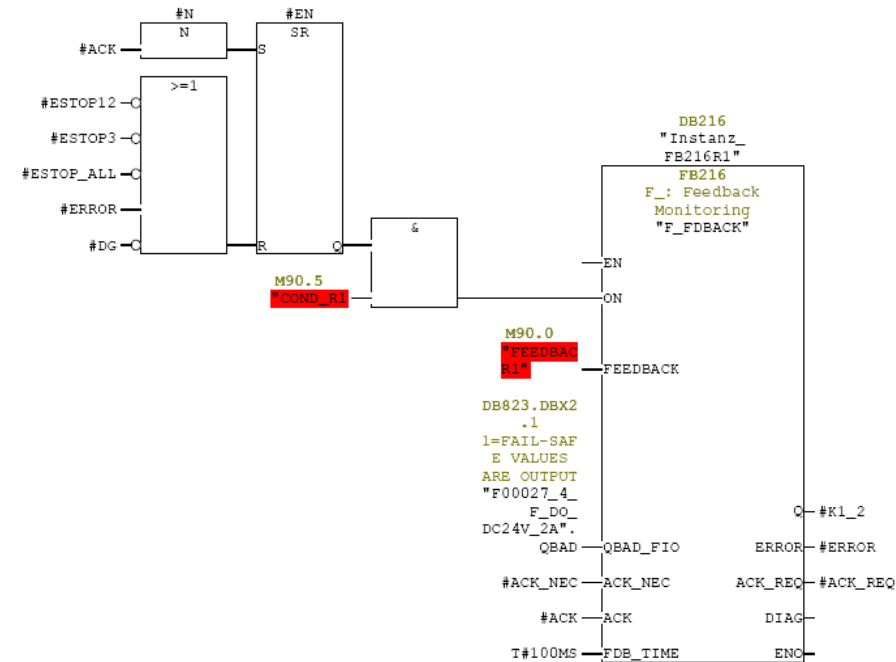 #N
#EN
N
SR
#ACK
S
>=1
#ESTOP12
#ESTOP3
#ESTOP_ALL
#ERROR
#DG
R
Q
&
M90.5
"COND_R1
DB216
"Instanz_
FB216R1"
FB216
F_: Feedback
Monitoring
"F_FDBACK"
EN
ON
M90.0
"FEEDBAC
R1"
FEEDBACK
DB823.DBX2
.1
1=FAIL-SAF
E VALUES
ARE OUTPUT
"F00027_4_
F_DO_
DC24V_2A".
QBAD
QBAD_FIO
#ACK_NEC
ACK_NEC
#ACK
ACK
T#100MS
FDB_TIME
Q
#K1_2
ERROR
#ERROR
ACK_REQ
#ACK_REQ
DIAG
ENO